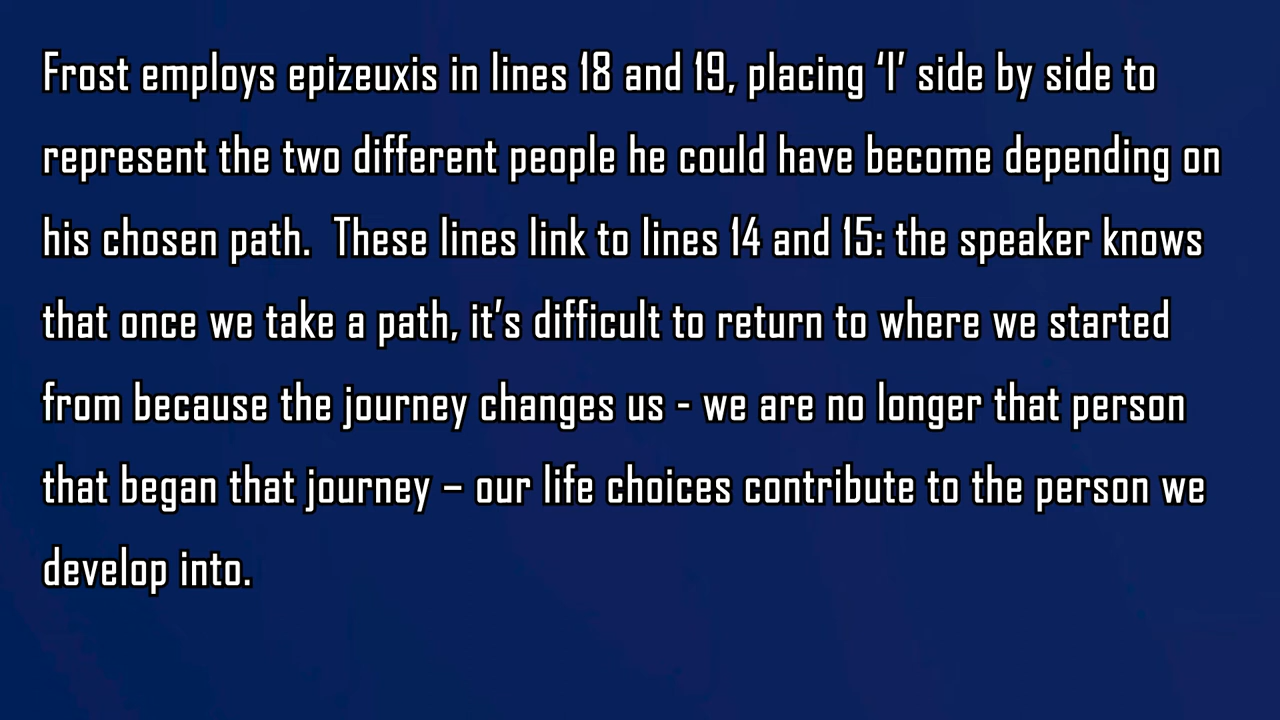 Frost employs epizeuxis in lines 18 and 19, placing ‘I’ side by side to
represent the two different people he could have become depending on
his chosen path.  These lines link to lines 14 and 15: the speaker knows
that once we take a path, it’s difficult to return to where we started
from because the journey changes us - we are no longer that person
that began that journey – our life choices contribute to the person we
develop into.